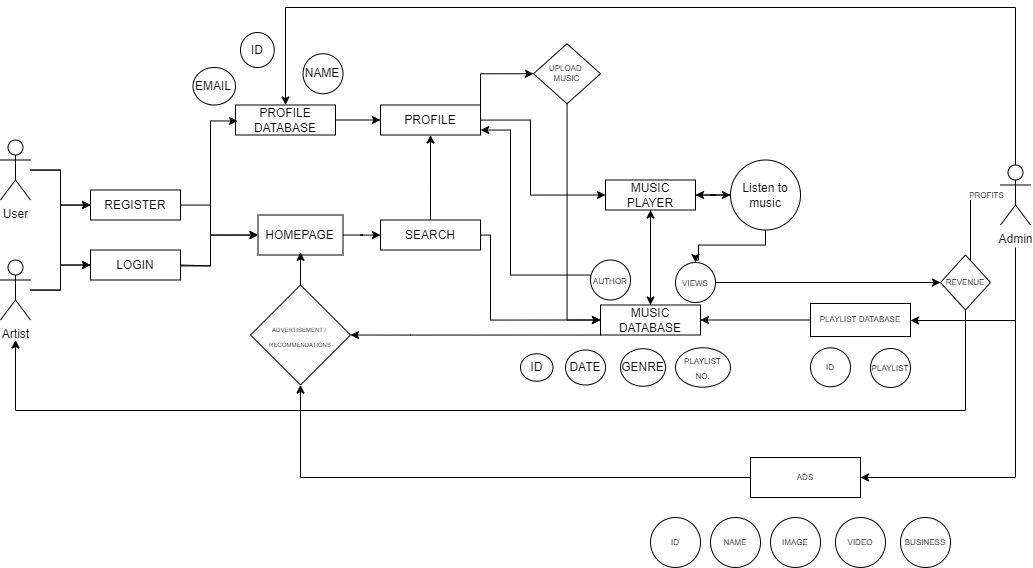 ID
EMAIL
NAME
UPLOAD
MUSIC
PROFILE
DATABASE
PROFILE
User
REGISTER
MUSIC
PLAYER
Listen to
music
PROFITS
Admin
HOMEPAGE
SEARCH
LOGIN
AUTHOR
VIEWS
REVENUE
Artist
ADVERTISEMENT /
RECOMMENDATIONS
MUSIC
DATABASE
PLAYLIST DATABASE
ID
DATE
GENRE
PLAYLIST
NO.
ID
PLAYLIST
ADS
ID
NAME
IMAGE
VIDEO
BUSINESS